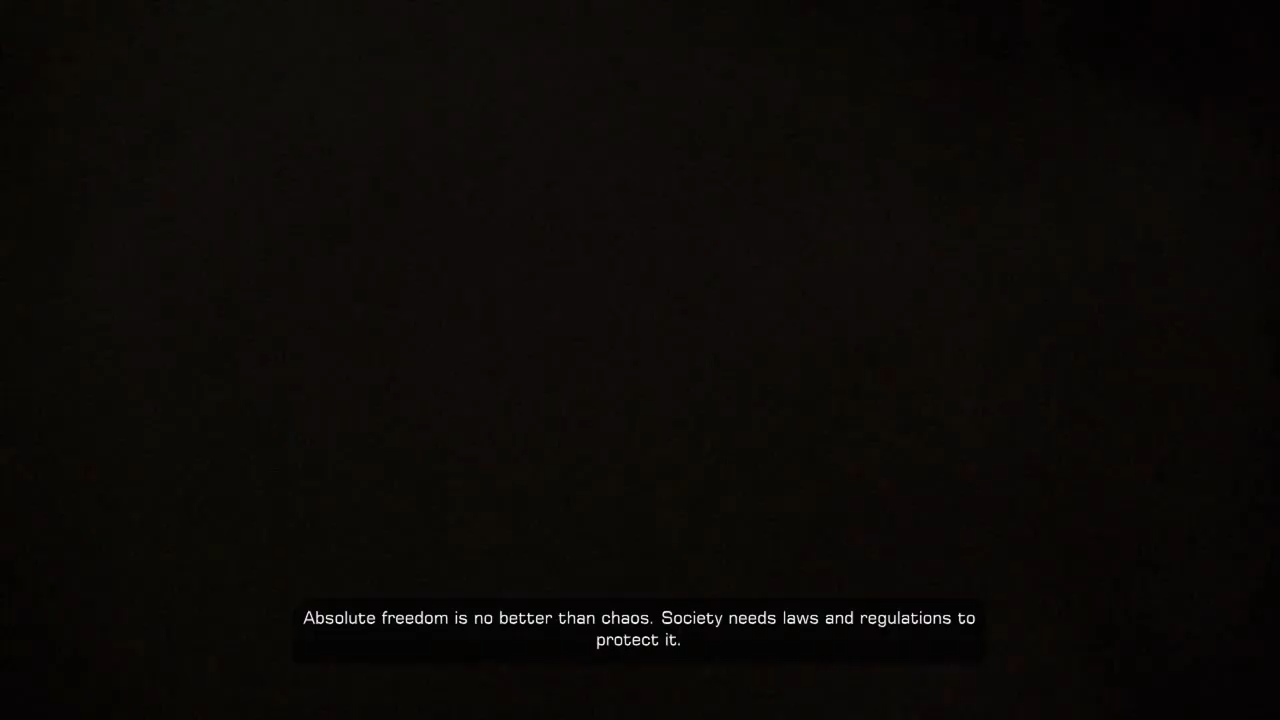 Absolute freedom is no better than chaos. Society needs laws and regulations to
protect it.